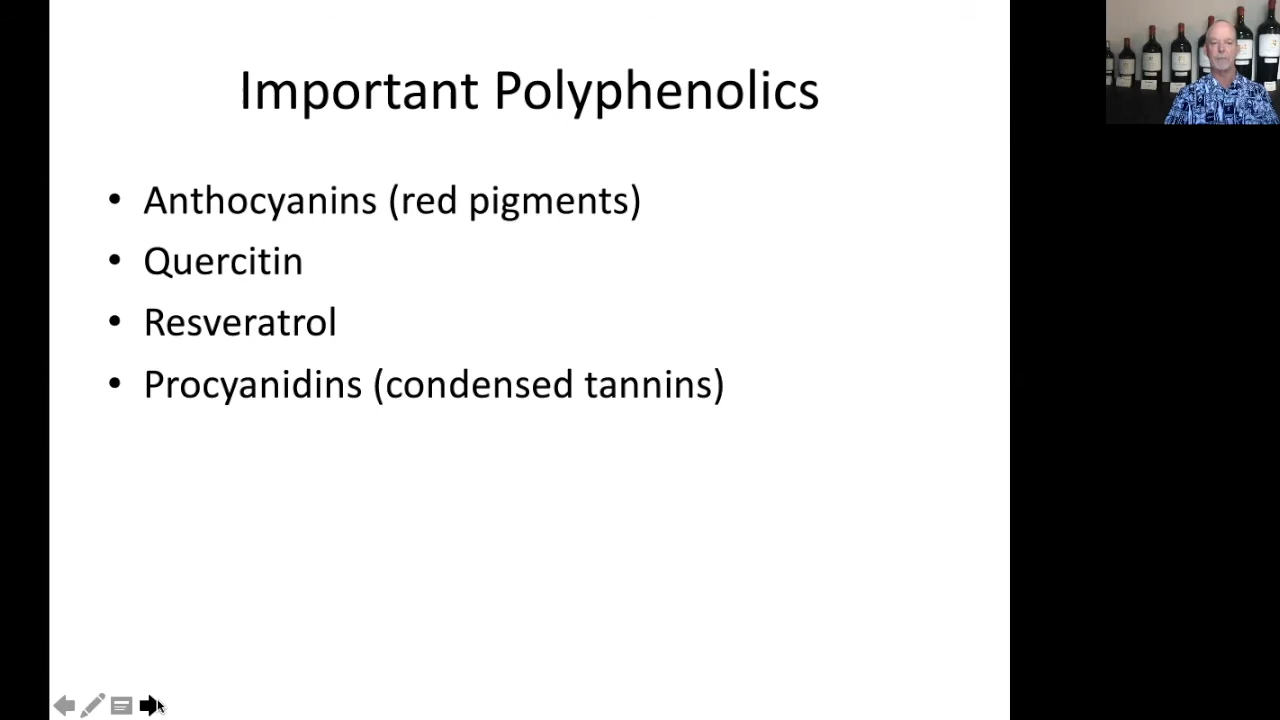 Important Polyphenolics
• Anthocyanins (red pigments)
• Quercitin
• Resveratrol
• Procyanidins (condensed tannins)